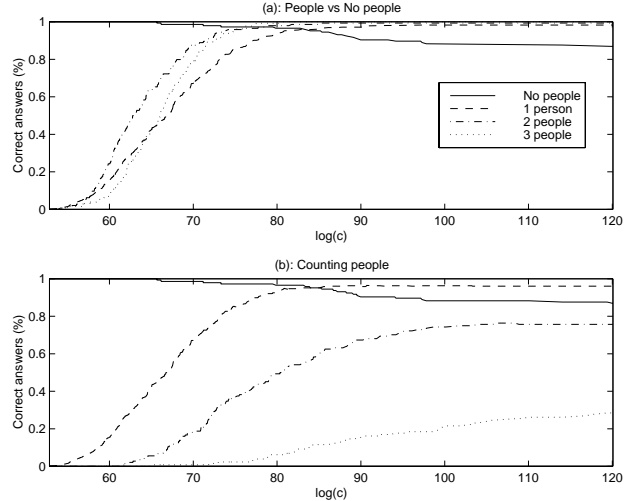 (a): People vs No people
1
0.8
0.6
0.4
0.2
0
Correct answers (%)
No people
1 person
2 people
3 people
60 70 80 90 100 110 120
log(c)
(b): Counting people
1
0.8
0.6
0.4
0.2
0
Correct answers (%)
60 70 80 90 100 110 120
log(c)